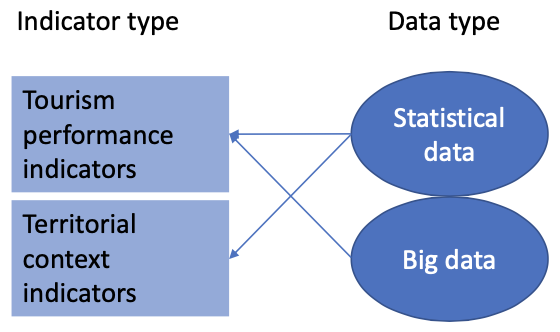 Indicator type
Data type
Tourism
performance
indicators
Statistical
data
Territorial
context
indicators
Big data